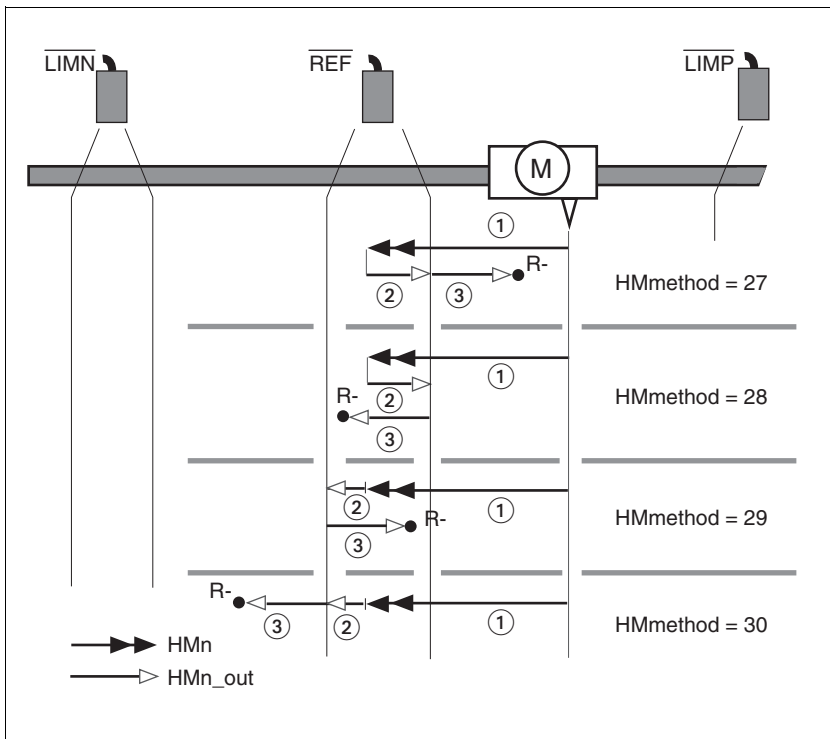 LIMN REF LIMP
M
1
R-
2 3
HMmethod = 27
1
2
R-
3
HMmethod = 28
2 1
R-
3
HMmethod = 29
R-
3 2 1
HMmethod = 30
HMn
HMn_out